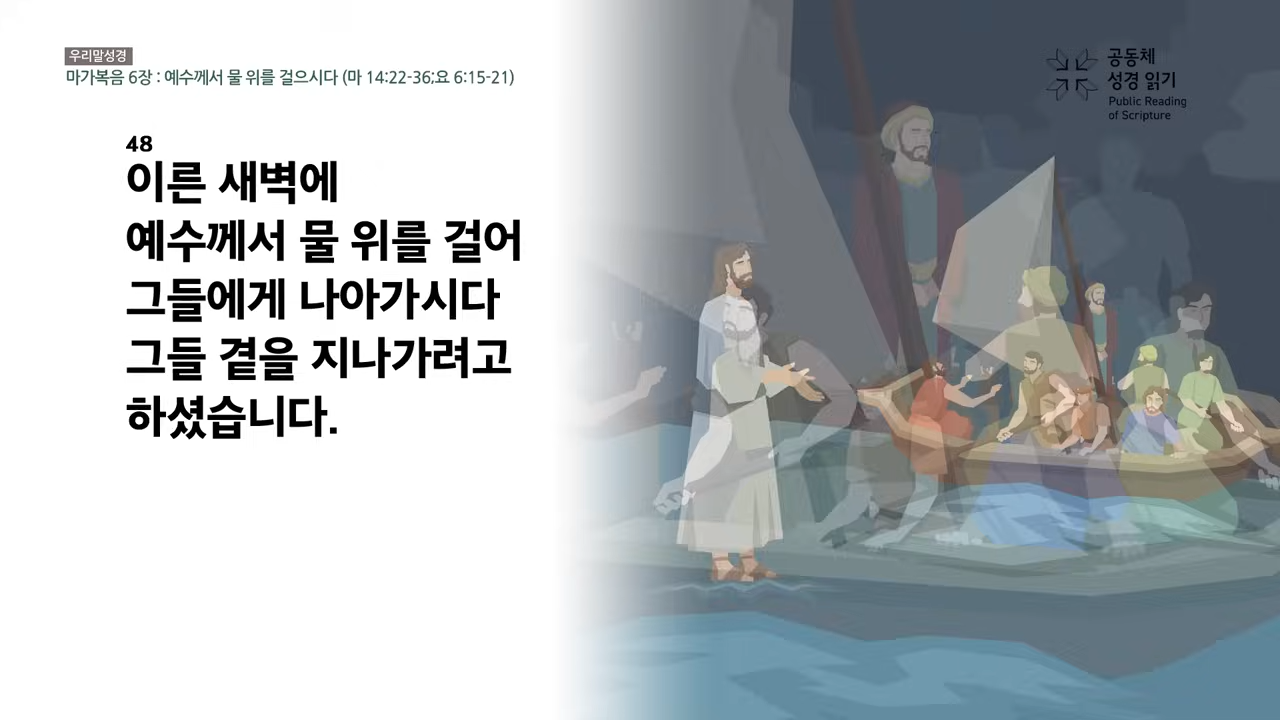 우리말성경
마가복음 6장 : 예수께서 물 위를 걸으시다 (마 14:22-36;요 6:15-21)
48
이른 새벽에
예수께서 물 위를 걸어
그들에게 나아가시다
그들 곁을 지나가려고
하셨습니다.
공동체
성경 읽기
Public Reading
of Scripture